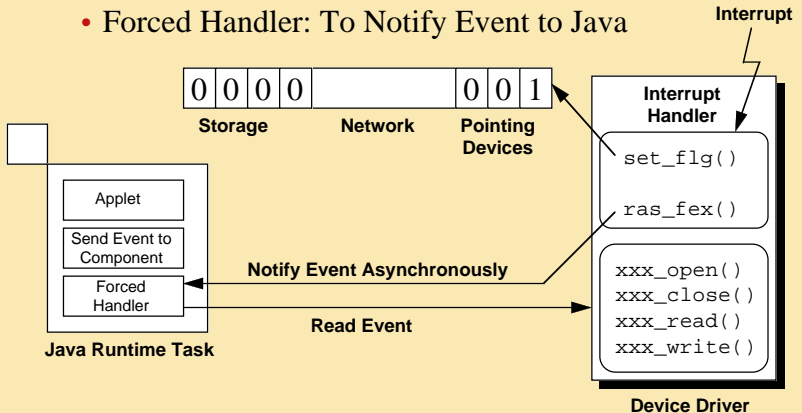 • Forced Handler: To Notify Event to Java
Interrupt
0 0 0 0 0 0 1
Storage Network Pointing
Devices
Interrupt
Handler
set_flg()
ras_fex()
Applet
Send Event to
Component
Forced
Handler
Java Runtime Task
Notify Event Asynchronously
Read Event
xxx_open()
xxx_close()
xxx_read()
xxx_write()
Device Driver